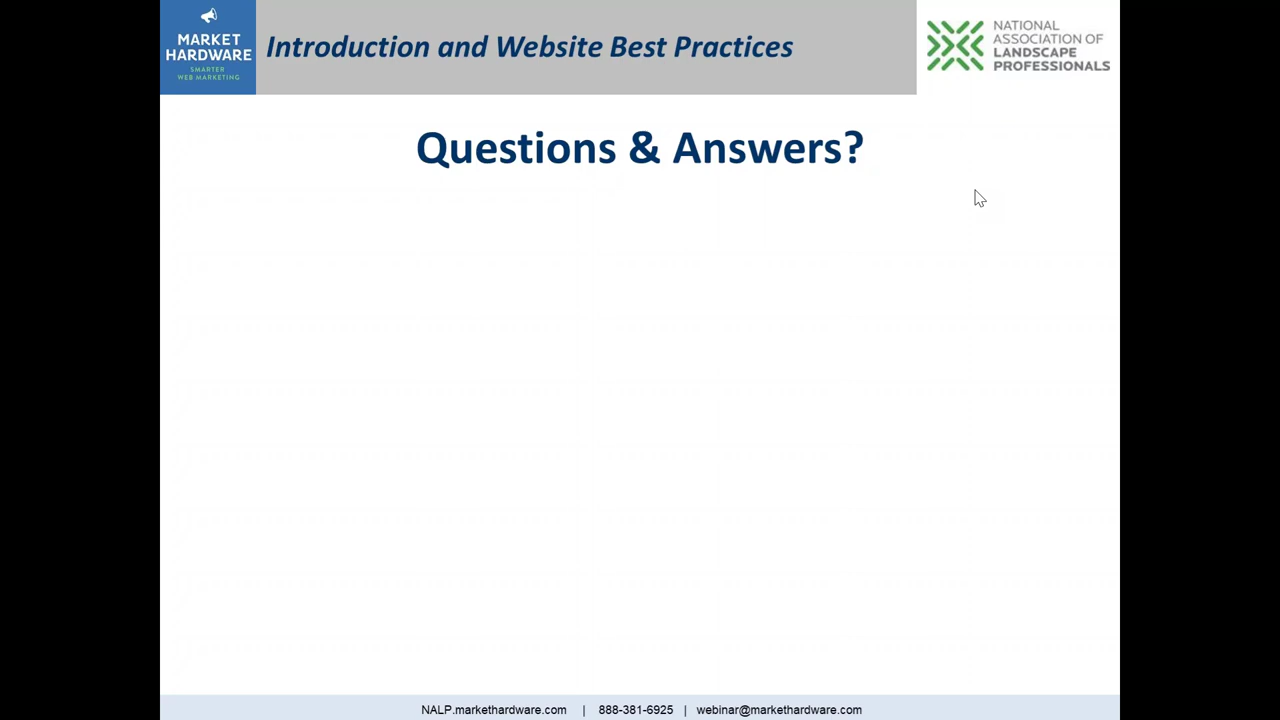 MARKET
HARDWARE
SMARTER
WEB MARKETING
Introduction and Website Best Practices
NATIONAL
ASSOCIATION OF
LANDSCAPE
PROFESSIONALS
Questions & Answers?
NALP.markethardware.com | 888-381-6925 | webinar@markethardware.com